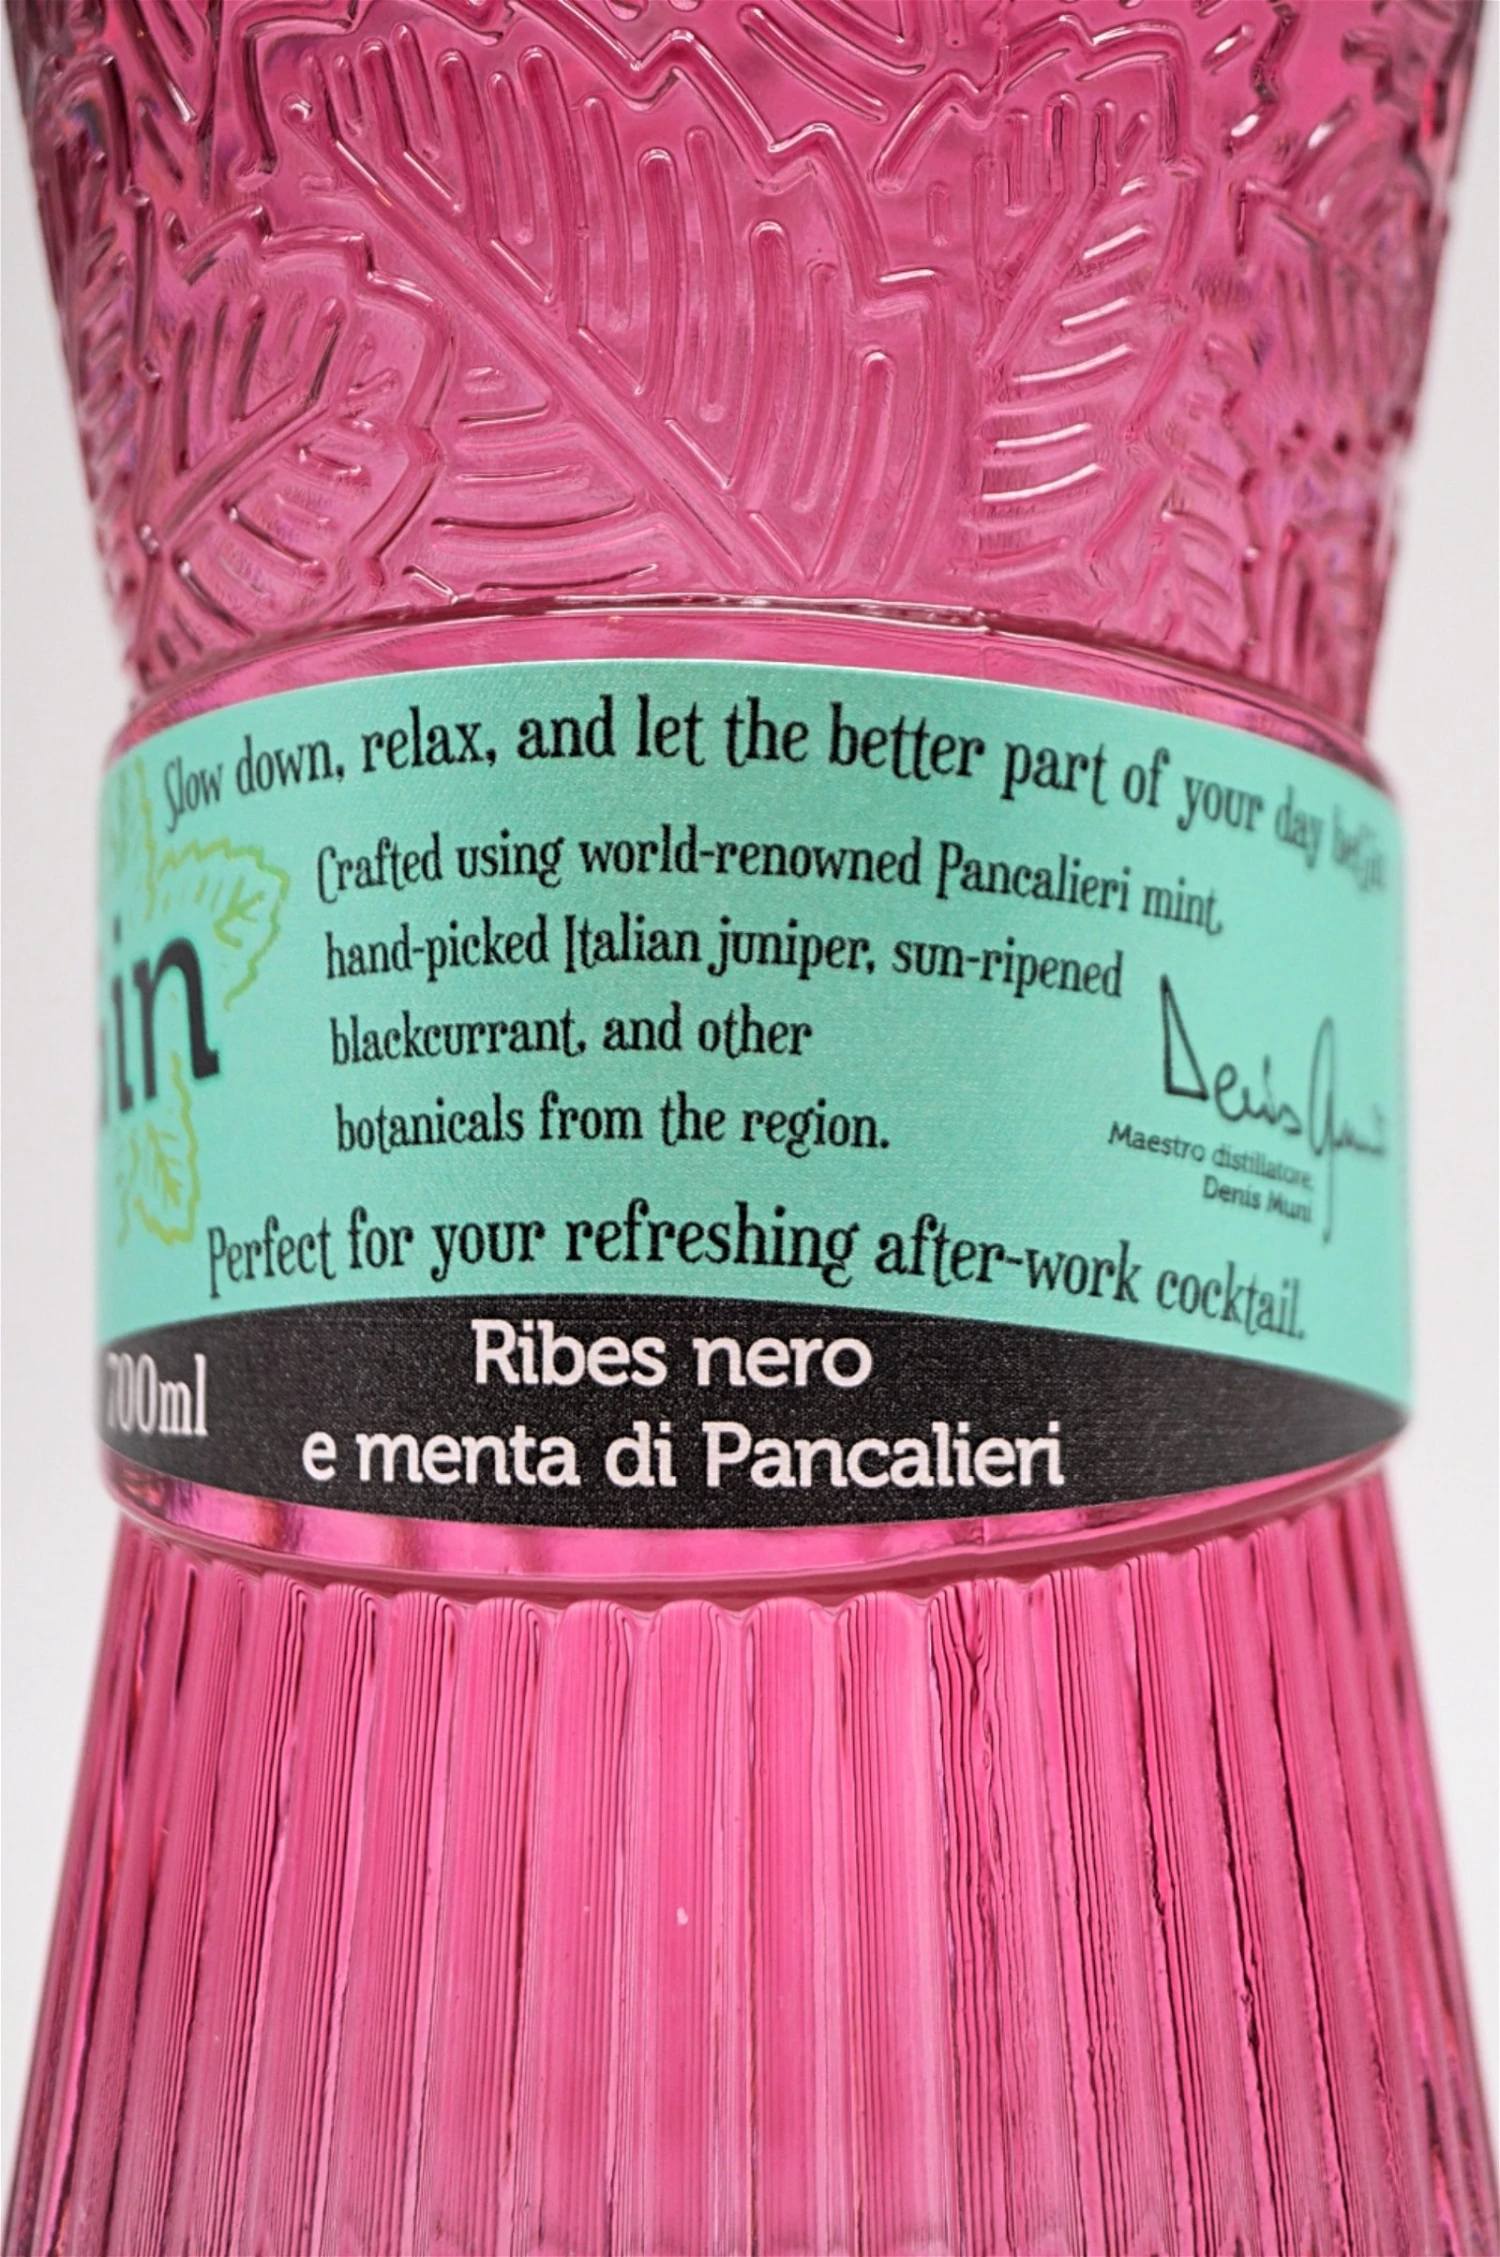 Slow down, relax, and let the better part of your day beGin
Crafted using world-renowned Pancalieri mint,
hand-picked Italian juniper, sun-ripened
blackcurrant, and other
botanicals from the region.
in
Denis
Maestro distillatore,
Denis Muni
Perfect for your refreshing after-work cocktail.
700ml
Ribes nero
e menta di Pancalieri